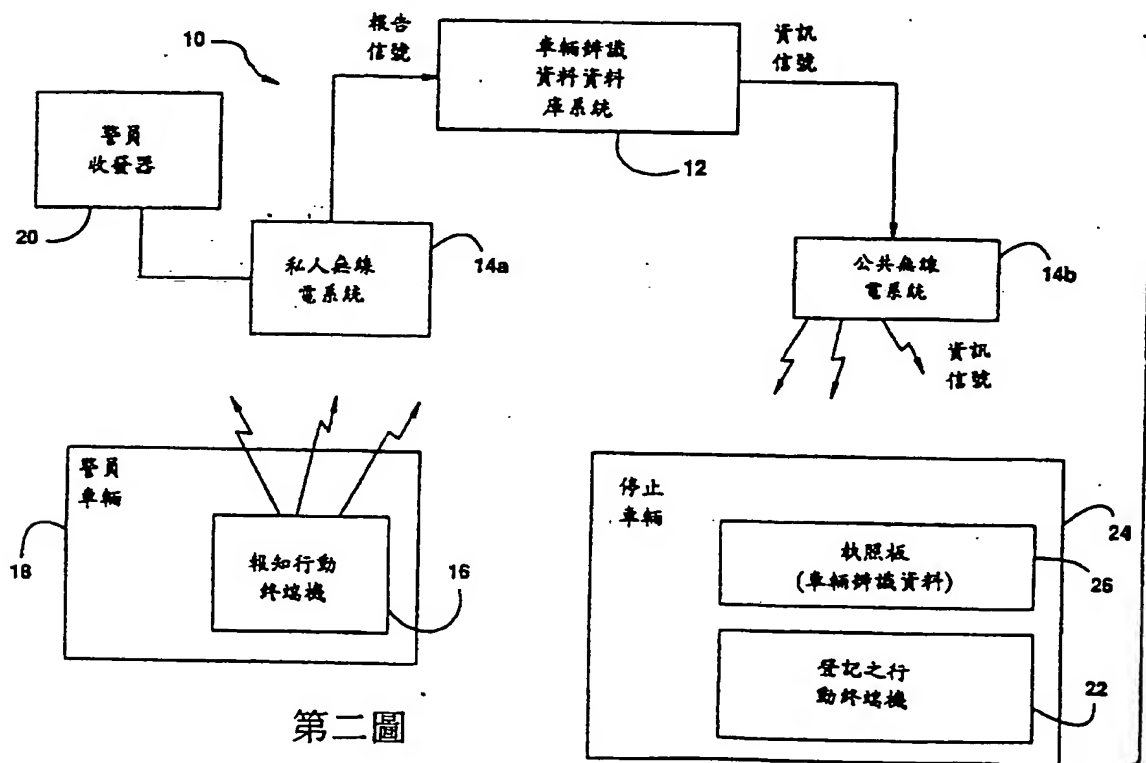 10
報告
信號
車輛辨識
資料資料
庫系統
資訊
信號
12
警員
收發器
20
私人無線
電系統
14a
公共無線
電系統
14b
資訊
信號
警員
車輛
18
報知行動
終端機
16
停止
車輛
24
執照板
(車輛辨識資料)
26
登記之行
動終端機
22
第二圖